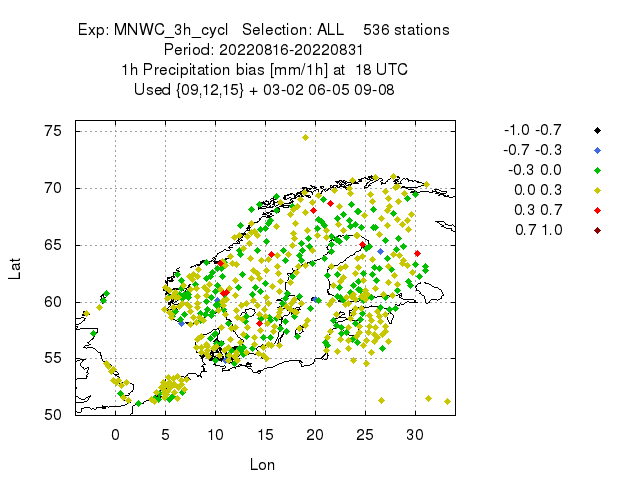 Exp: MNWC_3h_cycl   Selection: ALL    536 stations
Period: 20220816-20220831
1h Precipitation bias [mm/1h] at  18 UTC
Used {09,12,15} + 03-02 06-05 09-08
-1.0 -0.7
-0.7 -0.3
-0.3 0.0
0.0 0.3
0.3 0.7
0.7 1.0
75
70
65
60
55
50
Lat
0 5 10 15 20 25 30
Lon